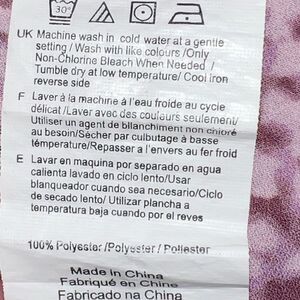 30°
UK Machine wash in cold water at a gentle
setting / Wash with like colours /Only
Non-Chlorine Bleach When Needed /
Tumble dry at low temperature/ Cool iron
reverse side
F Laver à la machine à l'eau froide au cycle
délicat/Laver avec des couleurs seulement/
Utiliser un agent de blanchiment non chloré
au besoin/Sécher par culbutage à basse
température/Repasser à l'envers au fer froid
E Lavar en maquina por separado en agua
calienta lavado en ciclo lento/Usar
blanqueador cuando sea necesario/Ciclo
de secado lento/ Utilizar plancha a
temperatura baja cuando por el reves
100% Polyester /Polyester / Poliester
Made in China
Fabriqué en China
Fabricado na China